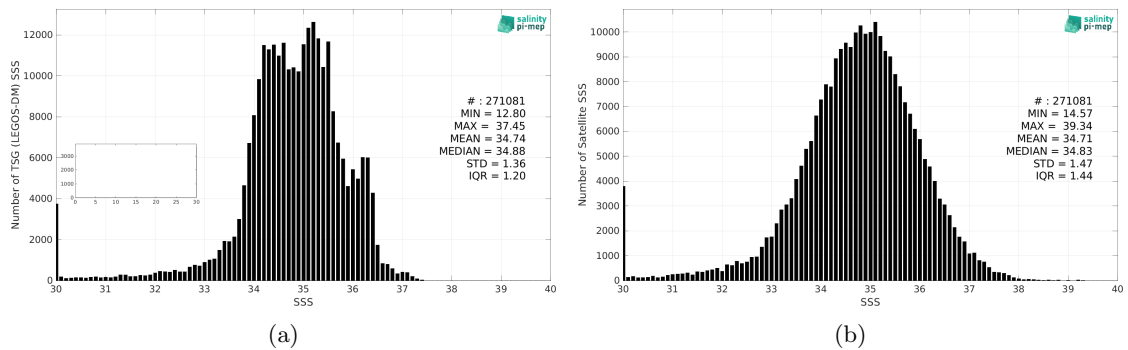 salinity
pi-mep
12000
10000
8000
6000
4000
2000
0
Number of TSG (LEGOS-DM) SSS
# : 271081
MIN = 12.80
MAX = 37.45
MEAN = 34.74
MEDIAN = 34.88
STD = 1.36
IQR = 1.20
3000
2000
1000
0
0 5 10 15 20 25 30
30 31 32 33 34 35 36 37 38 39 40
SSS
(a)
salinity
pi-mep
10000
9000
8000
7000
6000
5000
4000
3000
2000
1000
0
Number of Satellite SSS
# : 271081
MIN = 14.57
MAX = 39.34
MEAN = 34.71
MEDIAN = 34.83
STD = 1.47
IQR = 1.44
30 31 32 33 34 35 36 37 38 39 40
SSS
(b)